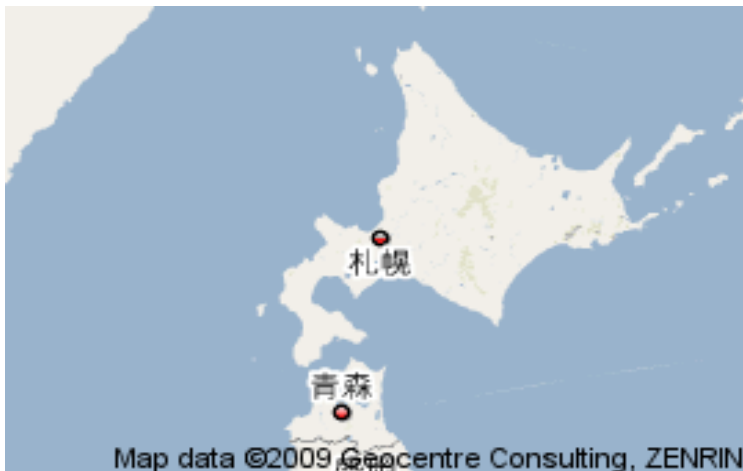 札幌
青森
Map data ©2009 Geocentre Consulting, ZENRIN